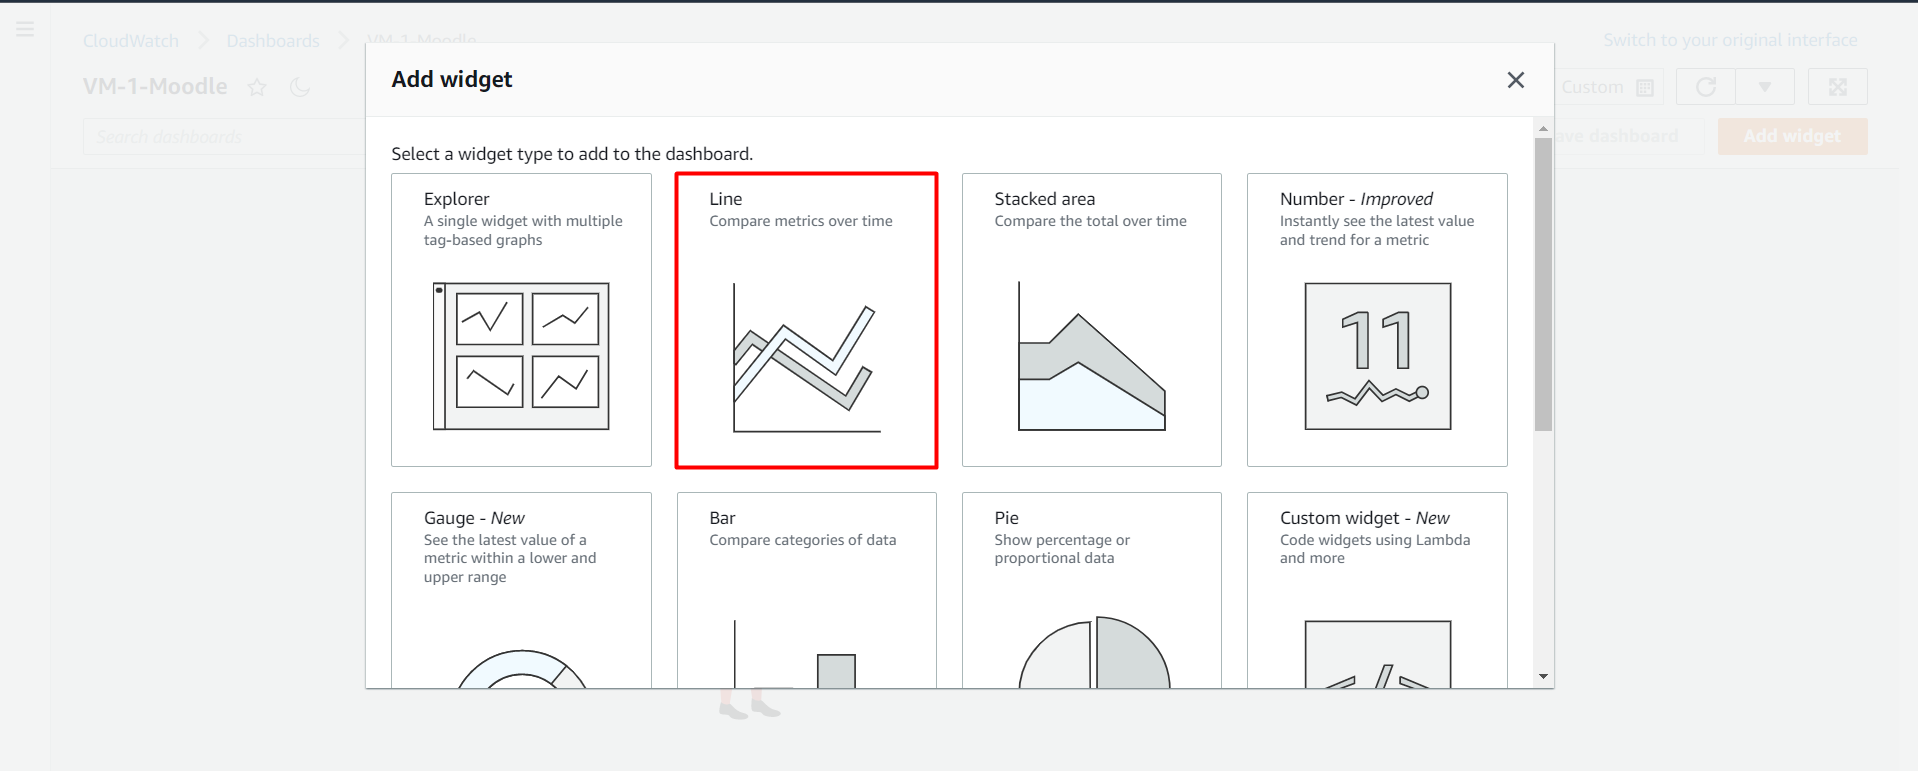 CloudWatch Dashboards VM-1-Moodle
Switch to your original interface
VM-1-Moodle
Custom
Search dashboards
ave dashboard
Add widget
Add widget
Select a widget type to add to the dashboard.
Explorer
A single widget with multiple
tag-based graphs
Line
Compare metrics over time
Stacked area
Compare the total over time
Number - Improved
Instantly see the latest value
and trend for a metric
11
Gauge - New
See the latest value of a
metric within a lower and
upper range
Bar
Compare categories of data
Pie
Show percentage or
proportional data
Custom widget - New
Code widgets using Lambda
and more